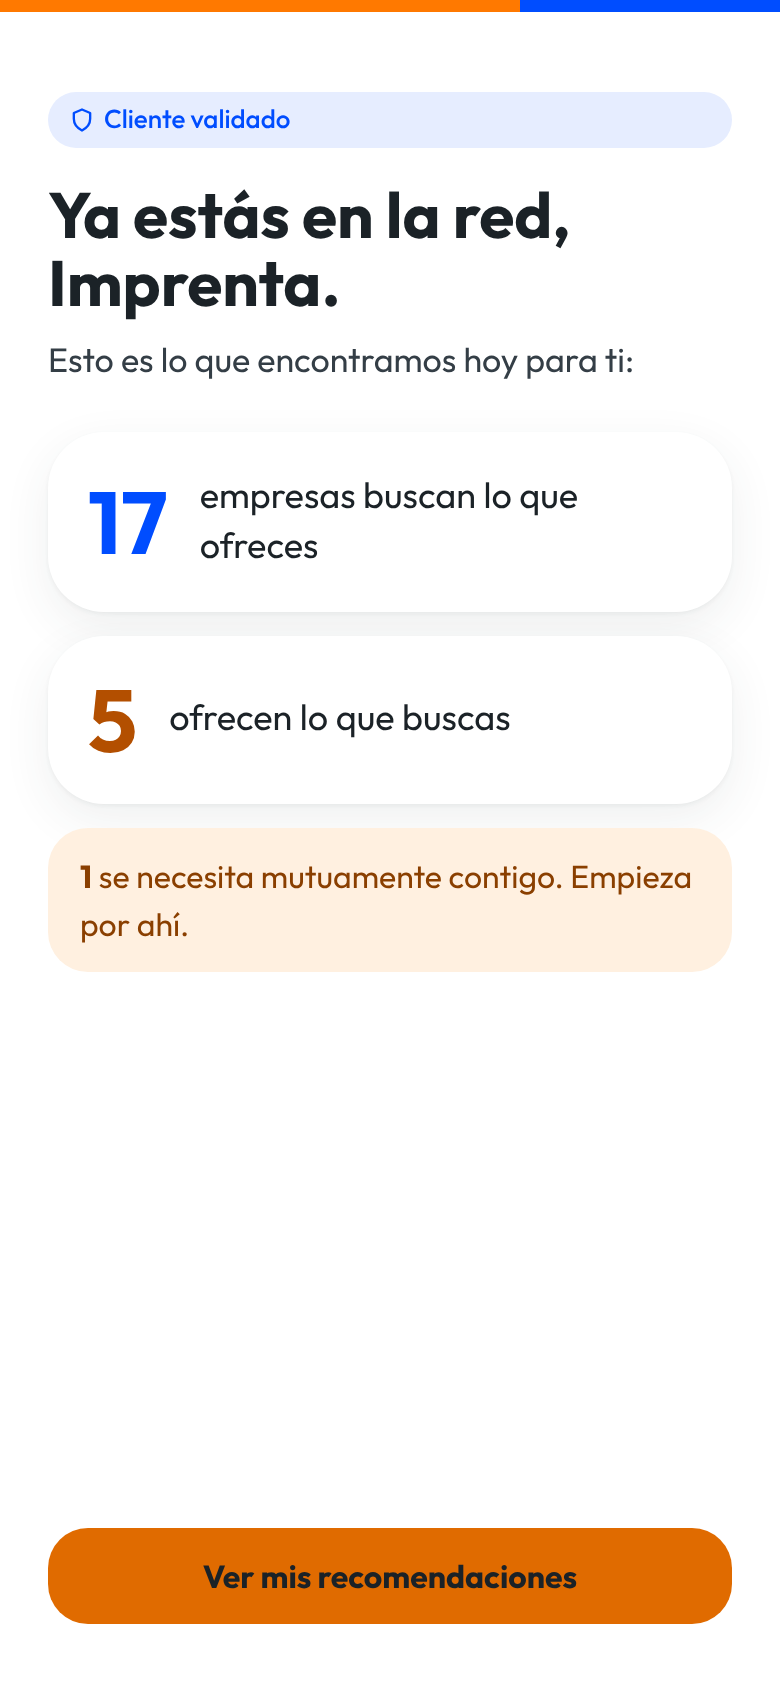 Cliente validado
Ya estás en la red,
Imprenta.
Esto es lo que encontramos hoy para ti:
17 empresas buscan lo que
ofreces
5 ofrecen lo que buscas
1 se necesita mutuamente contigo. Empieza
por ahí.
Ver mis recomendaciones